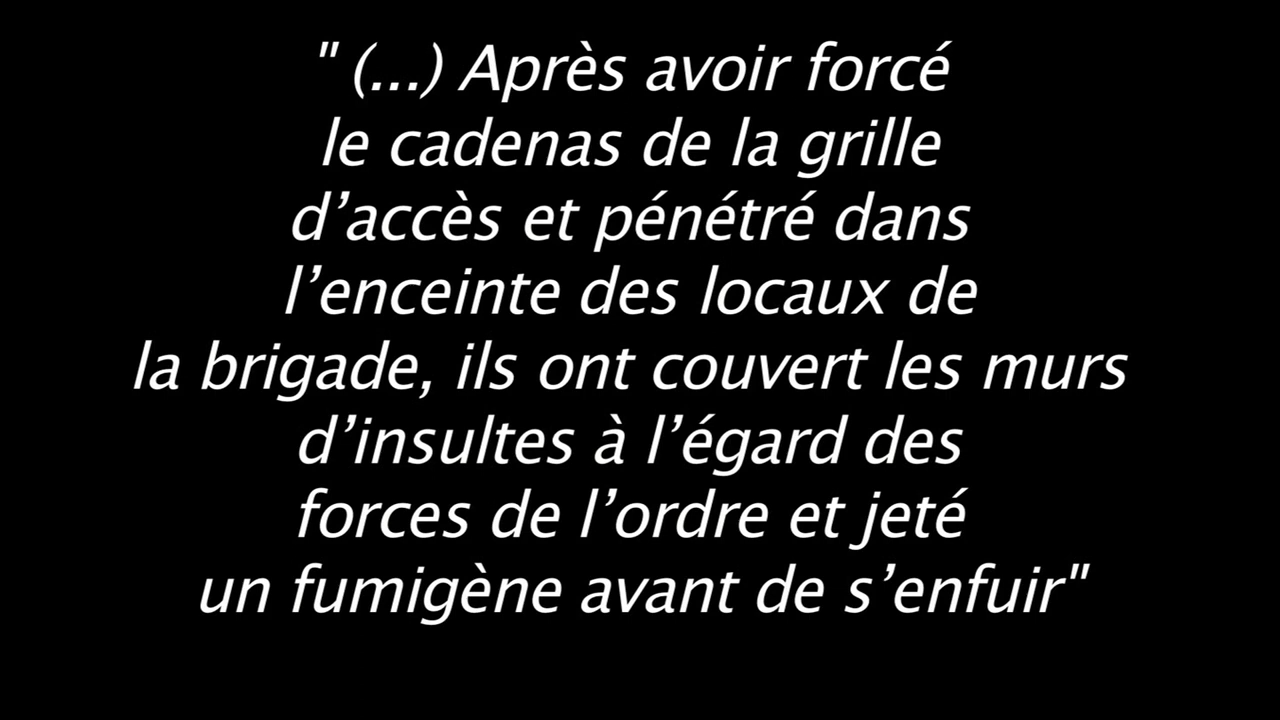 " (...) Après avoir forcé
le cadenas de la grille
d’accès et pénétré dans
l’enceinte des locaux de
la brigade, ils ont couvert les murs
d’insultes à l’égard des
forces de l’ordre et jeté
un fumigène avant de s’enfuir"